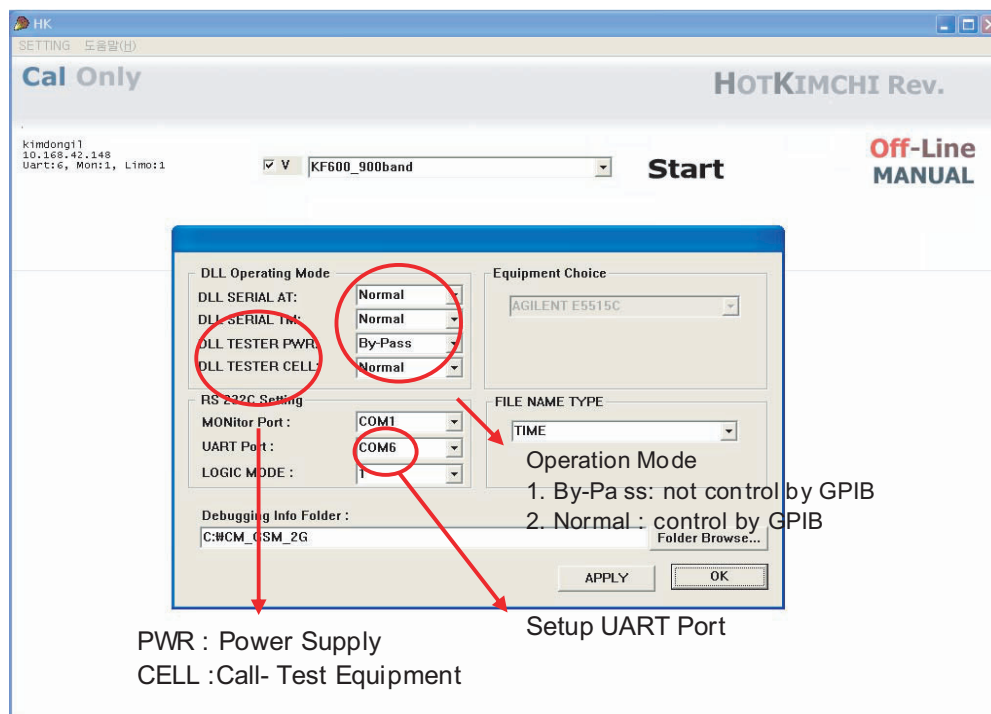 HK
SETTING 도움말(H)
Cal Only
HOTKIMCHI Rev.
kimdongil
10.168.42.148
Uart:6, Mon:1, Limo:1
V
KF600_900band
Start
Off-Line
MANUAL
DLL Operating Mode
DLL SERIAL AT: Normal
DLL SERIAL TM: Normal
DLL TESTER PWR: By-Pass
DLL TESTER CELL: Normal
Equipment Choice
AGILENT E5515C
RS 232C Setting
MONitor Port : COM1
UART Port : COM6
LOGIC MODE : 1
FILE NAME TYPE
TIME
Operation Mode
1. By-Pa ss: not control by GPIB
2. Normal : control by GPIB
Debugging Info Folder :
C:₩CM_GSM_2G
Folder Browse...
APPLY
OK
PWR : Power Supply
CELL :Call- Test Equipment
Setup UART Port